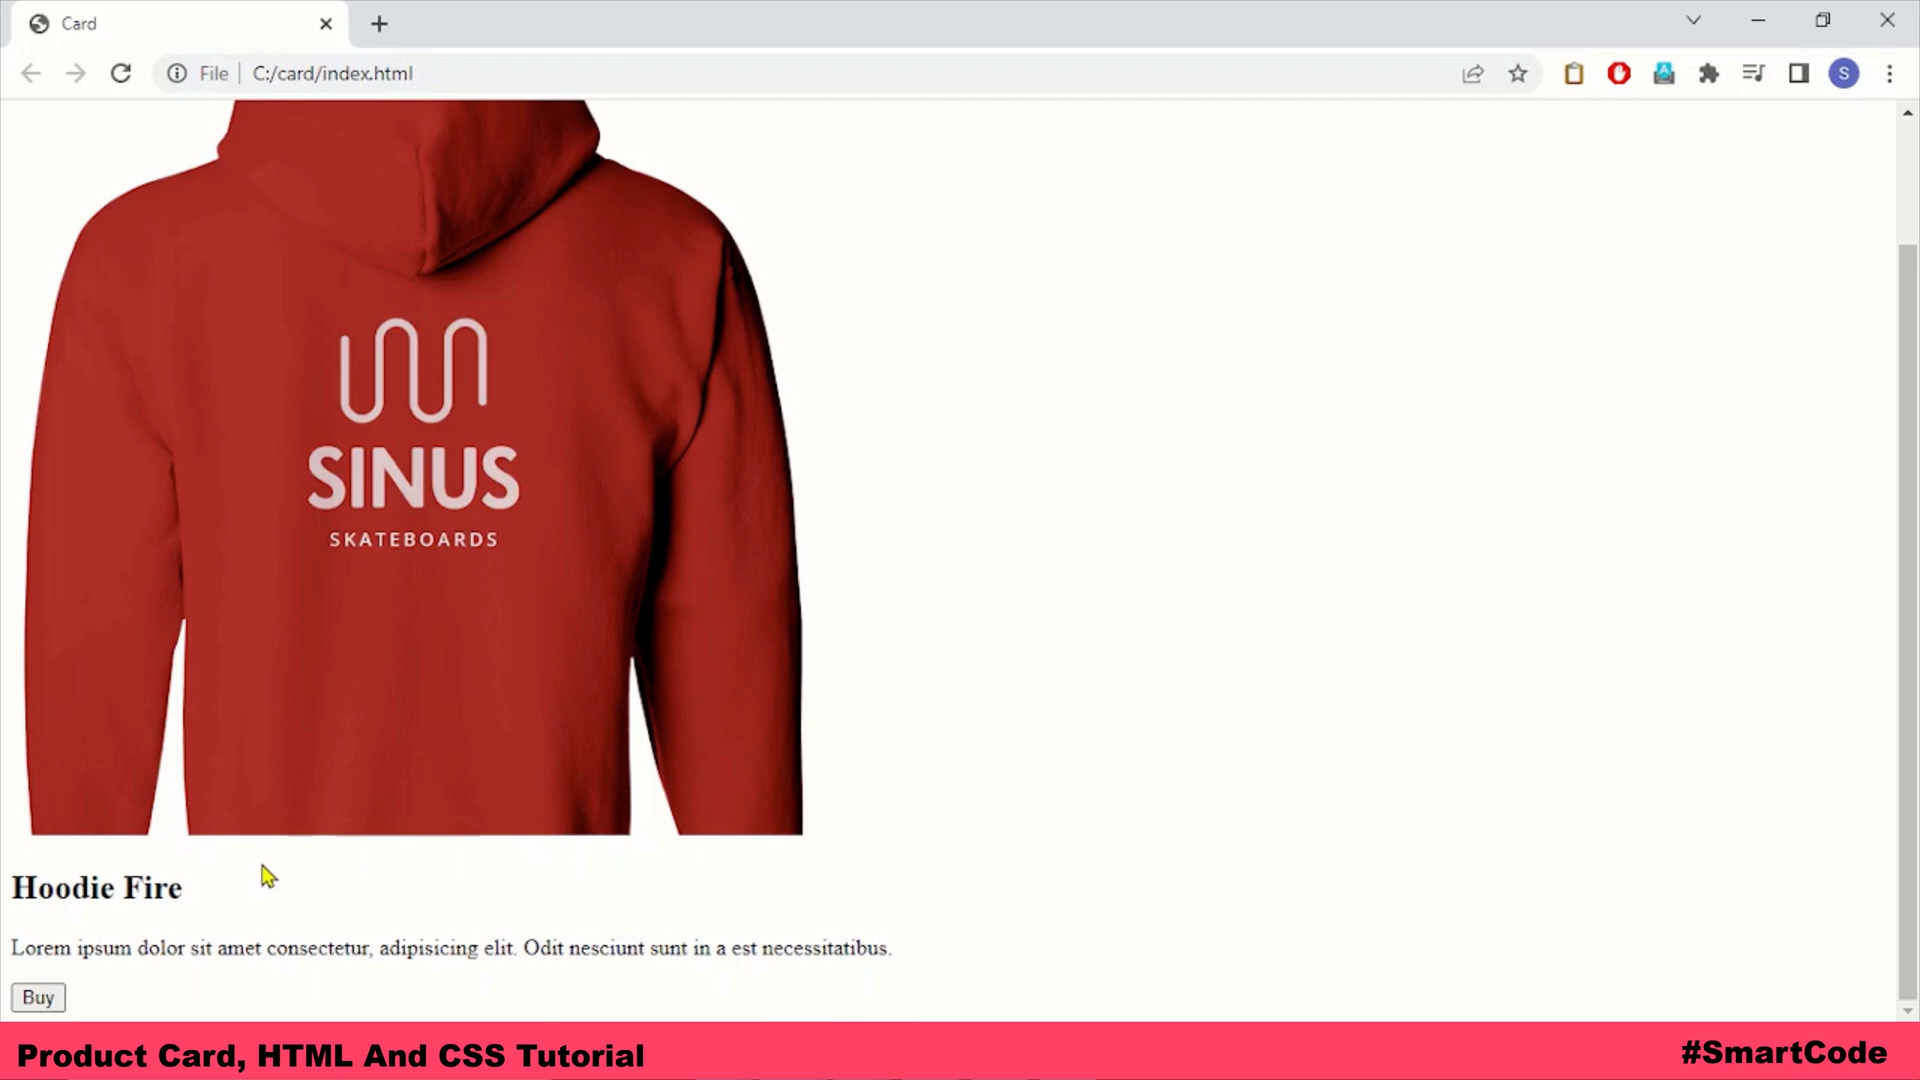 Card
File
C:/card/index.html
S
SINUS
SKATEBOARDS
Hoodie Fire
Lorem ipsum dolor sit amet consectetur, adipisicing elit. Odit nesciunt sunt in a est necessitatibus.
Buy
Product Card, HTML And CSS Tutorial
#SmartCode